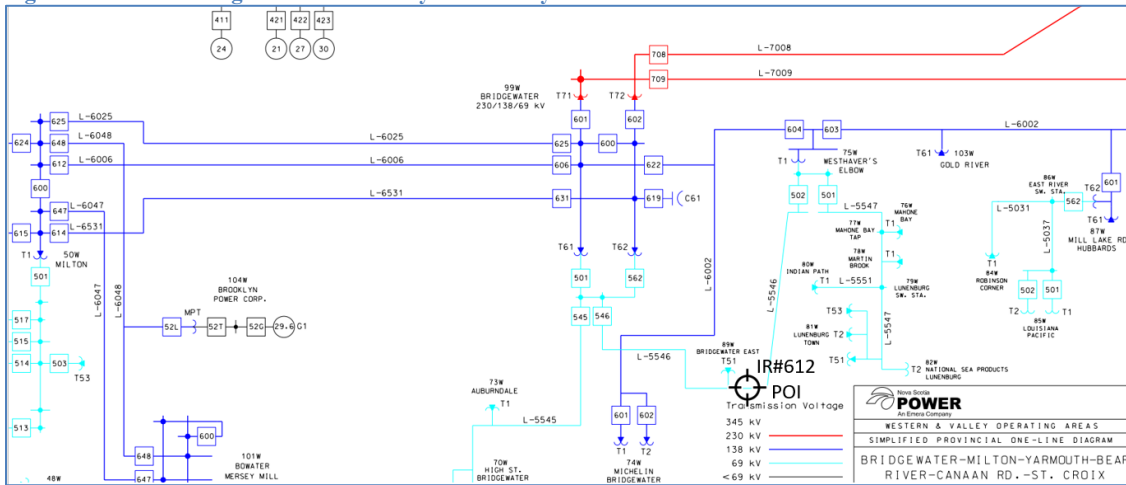 411
421
422
423
24
21
27
30
708
L-7008
709
L-7009
99W
BRIDGEWATER
230/138/69 kV
T71
T72
601
602
625
L-6025
L-6025
625
600
624
648
L-6048
612
L-6006
L-6006
606
622
600
604
603
L-6002
T1
75W
WESTHAVER'S
ELBOW
T61
103W
GOLD RIVER
86W
EAST RIVER
SW. STA.
601
562
T62
T61
87W
MILL LAKE RD
HUBBARDS
647
L-6047
L-6531
631
619
C61
615
614
L-6531
T1
50W
MILTON
501
502
501
L-5547
76W
MAHONE
BAY
T1
77W
MAHONE BAY
TAP
78W
MARTIN
BROOK
T1
L-5031
L-5037
T61
T62
L-6002
L-5546
80W
INDIAN PATH
T1
L-5551
79W
LUNENBURG
SW. STA.
T1
84W
ROBINSON
CORNER
502
501
T2
T1
85W
LOUISIANA
PACIFIC
104W
BROOKLYN
POWER CORP.
501
562
L-6047
L-6048
MPT
52L
52T
52G
29.6
G1
545
546
T53
81W
LUNENBURG
TOWN
T2
T51
L-5547
517
515
514
503
T53
L-5546
89W
BRIDGEWATER EAST
T51
T2
82W
NATIONAL SEA PRODUCTS
LUNENBURG
IR#612
POI
73W
AUBURNDALE
T1
L-5545
513
600
648
647
101W
BOWATER
MERSEY MILL
48W
70W
HIGH ST.
BRIDGEWATER
601
602
T1
T2
74W
MICHELIN
BRIDGEWATER
Transmission Voltage
345 kV
230 kV
138 kV
69 kV
<69 kV
Nova Scotia
POWER
An Emera Company
WESTERN & VALLEY OPERATING AREAS
SIMPLIFIED PROVINCIAL ONE-LINE DIAGRAM
BRIDGEWATER-MILTON-YARMOUTH-BEAR
RIVER-CANAAN RD.-ST. CROIX